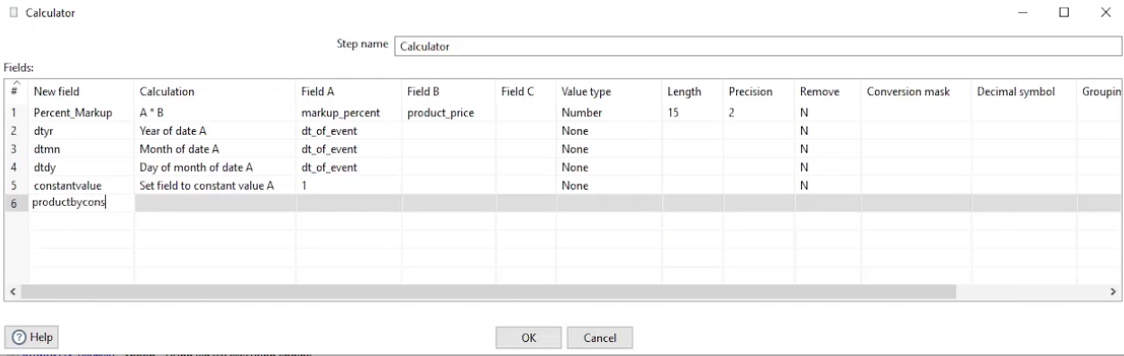 Calculator
Step name Calculator
Fields:
# New field Calculation Field A Field B Field C Value type Length Precision Remove Conversion mask Decimal symbol Groupin
1 Percent_Markup A * B markup_percent product_price Number 15 2 N
2 dtyr Year of date A dt_of_event None N
3 dtmn Month of date A dt_of_event None N
4 dtdy Day of month of date A dt_of_event None N
5 constantvalue Set field to constant value A 1 None N
6 productbycons
Help OK Cancel